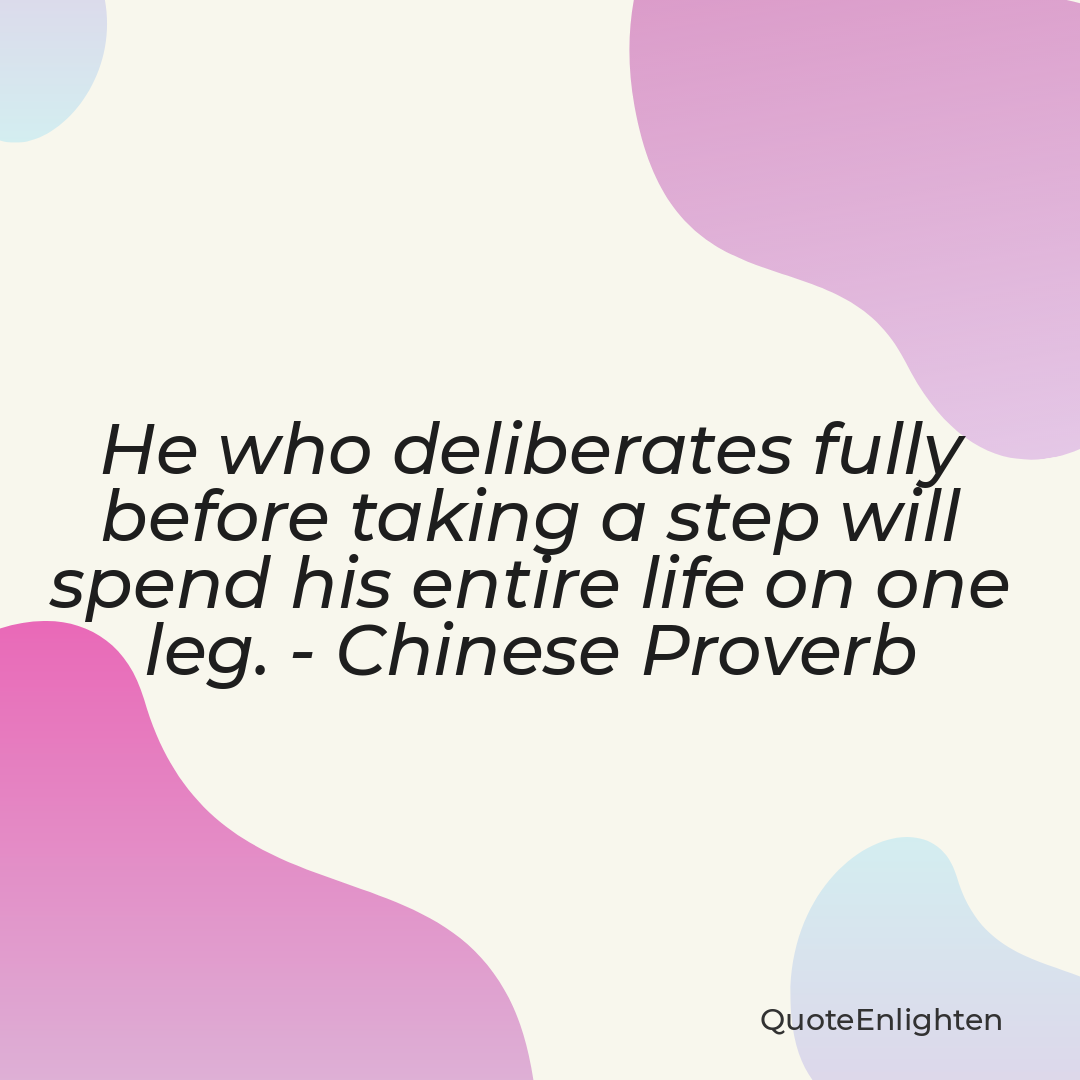 He who deliberates fully
before taking a step will
spend his entire life on one
leg. - Chinese Proverb
QuoteEnlighten